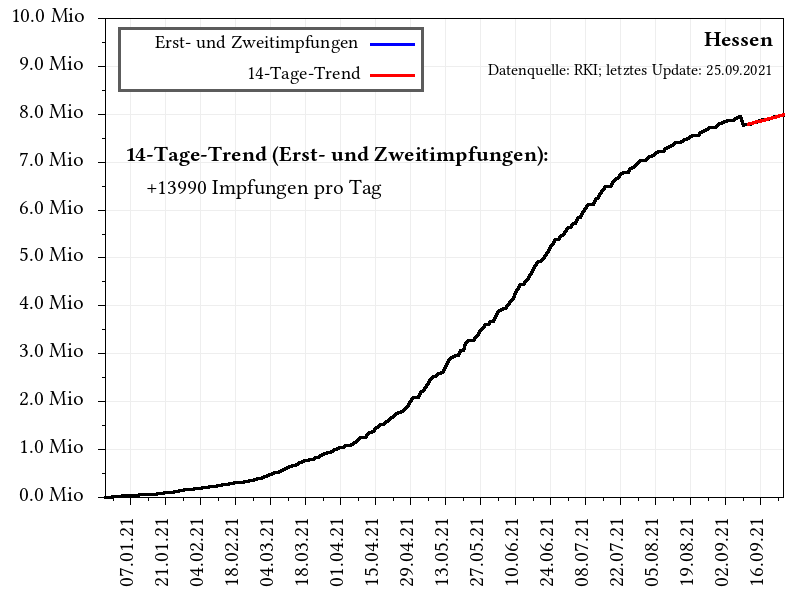 10.0 Mio
9.0 Mio
8.0 Mio
7.0 Mio
6.0 Mio
5.0 Mio
4.0 Mio
3.0 Mio
2.0 Mio
1.0 Mio
0.0 Mio
Erst- und Zweitimpfungen
14-Tage-Trend
Hessen
Datenquelle: RKI; letztes Update: 25.09.2021
14-Tage-Trend (Erst- und Zweitimpfungen):
+13990 Impfungen pro Tag
07.01.21
21.01.21
04.02.21
18.02.21
04.03.21
18.03.21
01.04.21
15.04.21
29.04.21
13.05.21
27.05.21
10.06.21
24.06.21
08.07.21
22.07.21
05.08.21
19.08.21
02.09.21
16.09.21